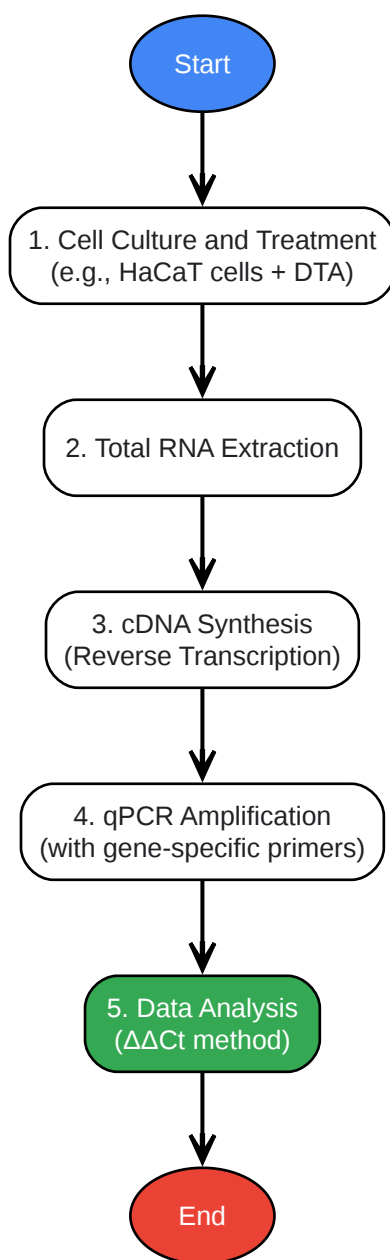 Start
1. Cell Culture and Treatment
(e.g., HaCaT cells + DTA)
2. Total RNA Extraction
3. cDNA Synthesis
(Reverse Transcription)
4. qPCR Amplification
(with gene-specific primers)
5. Data Analysis
(ΔΔCt method)
End